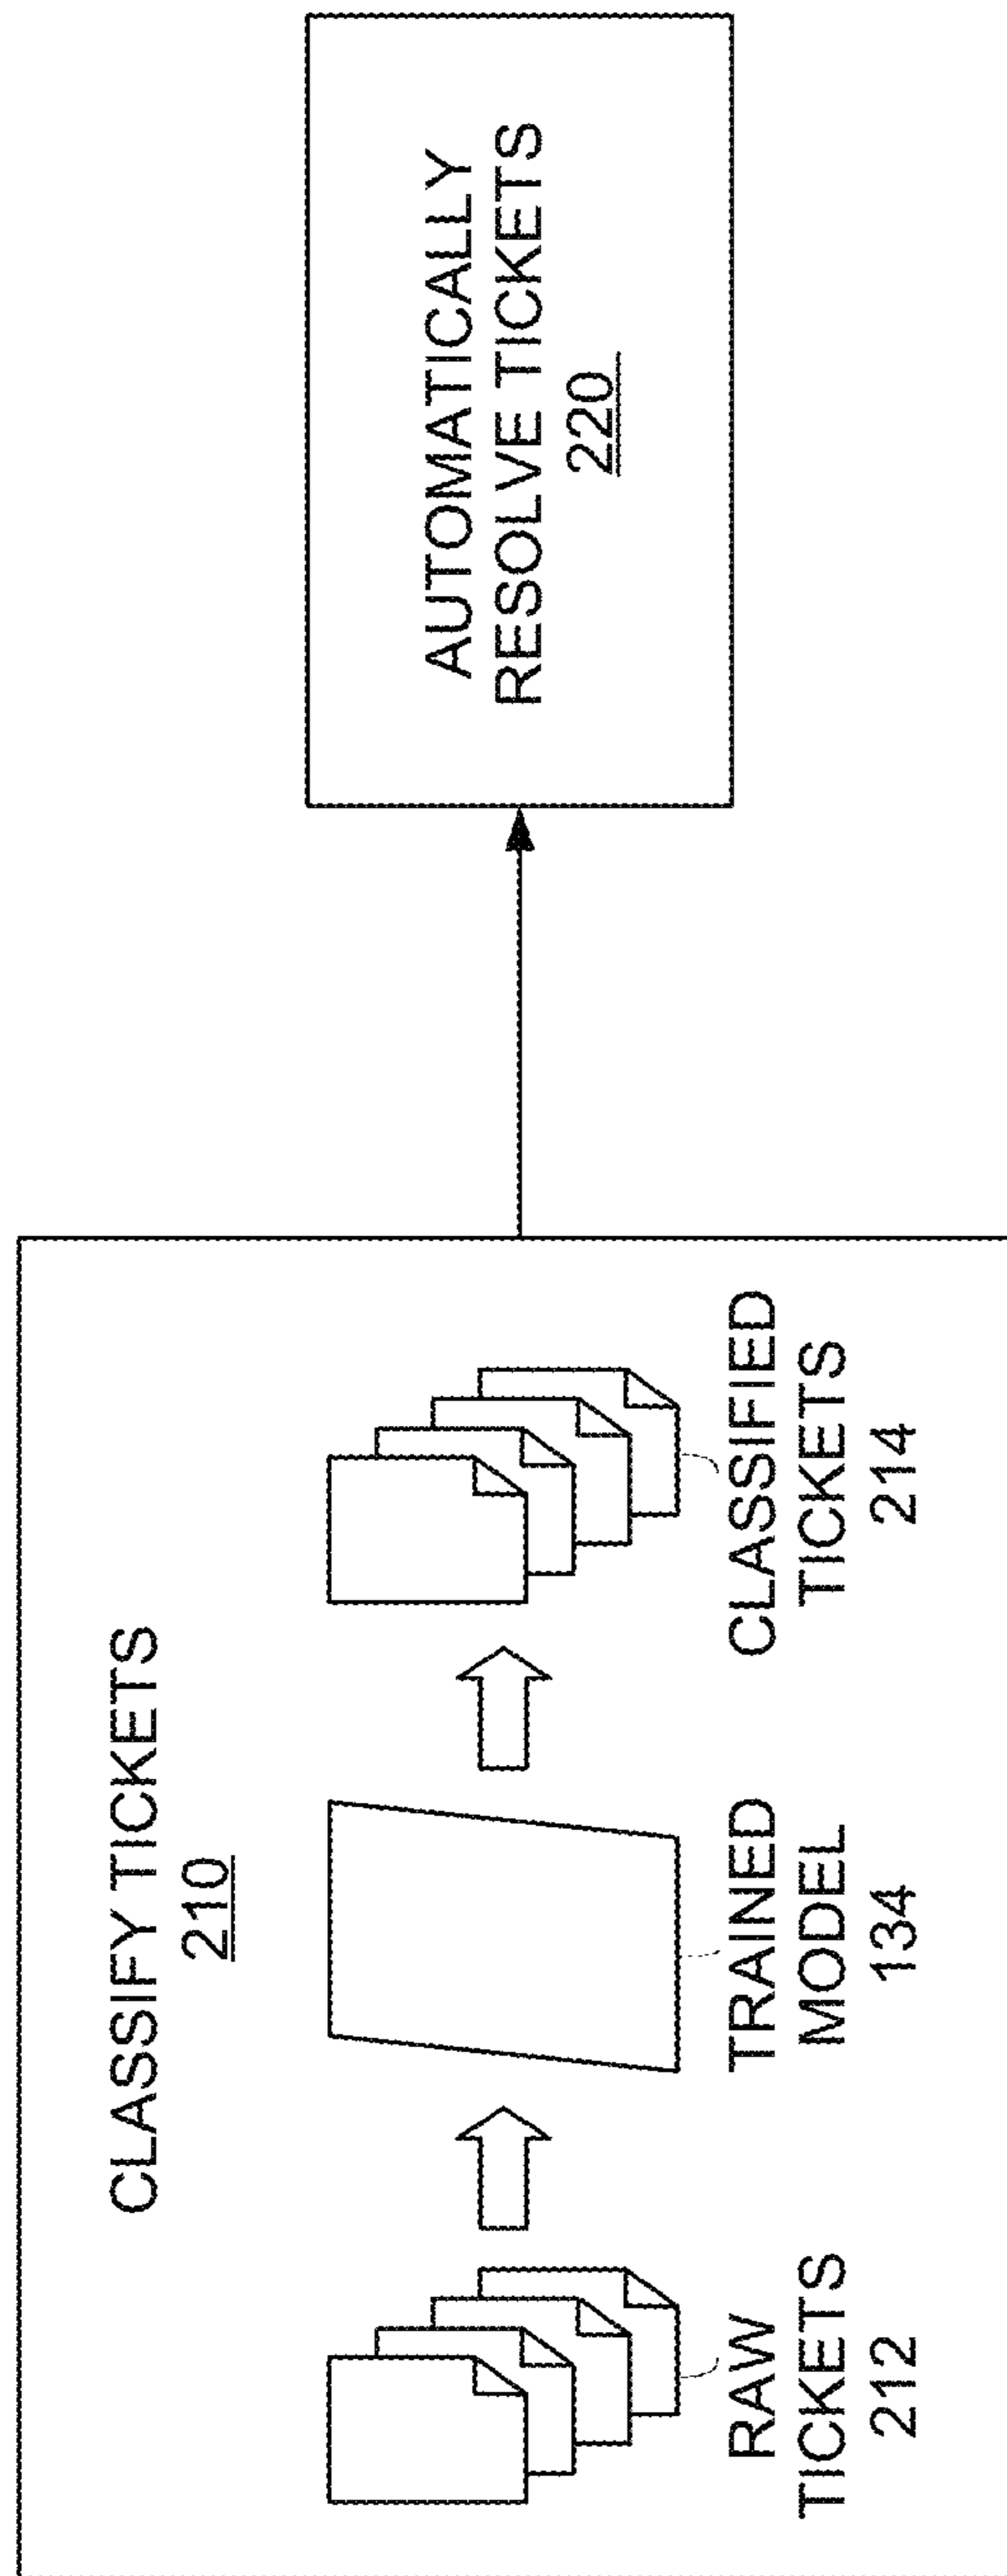 CLASSIFY TICKETS
210
RAW
TICKETS
212
TRAINED
MODEL
134
CLASSIFIED
TICKETS
214
AUTOMATICALLY
RESOLVE TICKETS
220